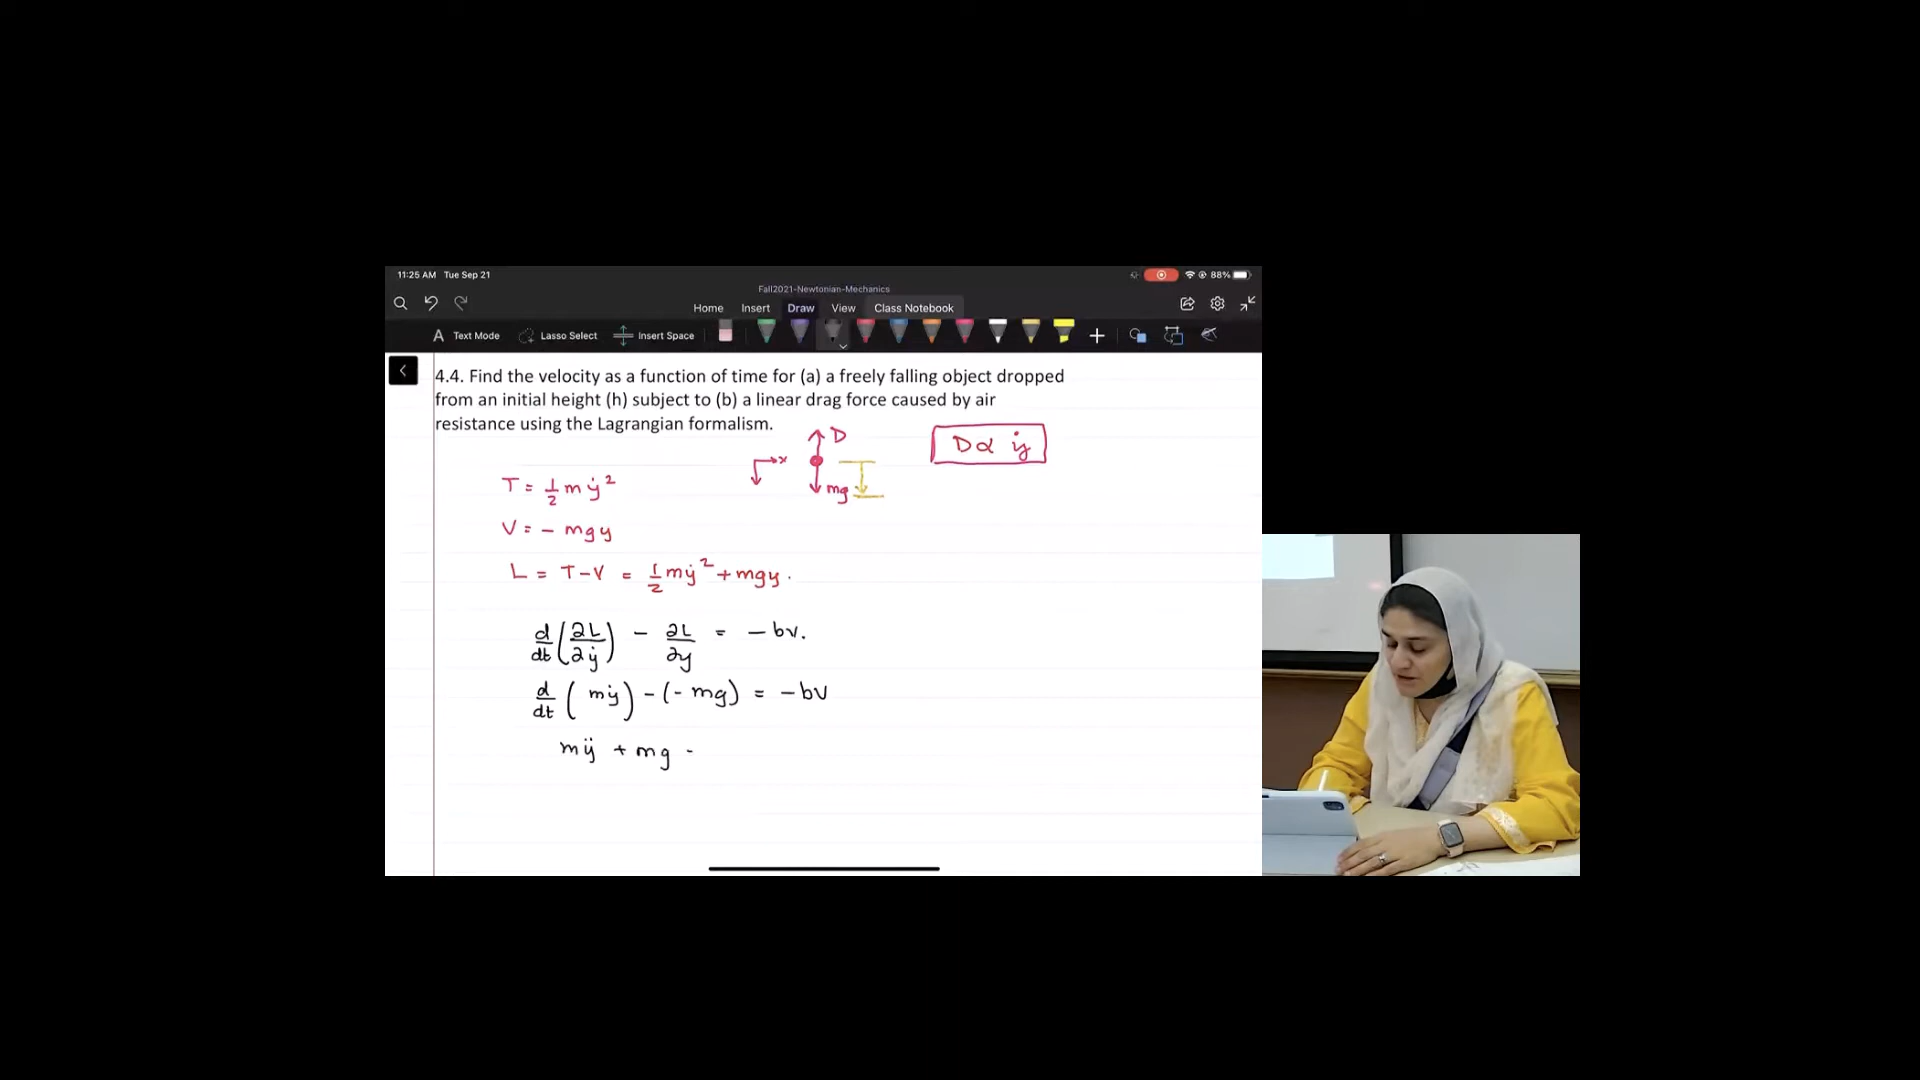 11:25 AM Tue Sep 21
88%
Fall2021-Newtonian-Mechanics
Home Insert Draw View Class Notebook
A Text Mode Lasso Select Insert Space
4.4. Find the velocity as a function of time for (a) a freely falling object dropped
from an initial height (h) subject to (b) a linear drag force caused by air
resistance using the Lagrangian formalism.
D
D∝ ẏ
x
mg
T = 1/2 m ẏ²
V = - mgy
L = T-V = 1/2 mẏ² + mgy.
d/dt (∂L/∂ẏ) - ∂L/∂y = - bv.
d/dt ( mẏ) - (- mg) = - bv
mÿ + mg -